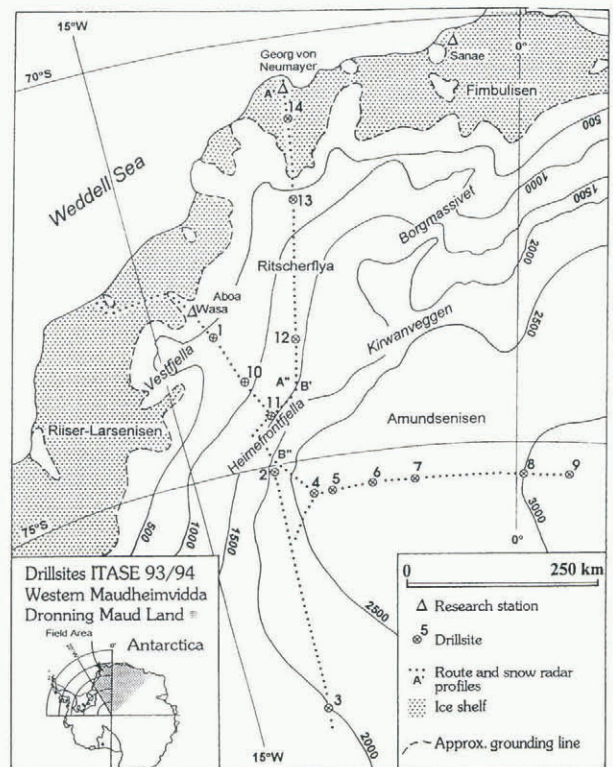 15°W
0°
70°S
Georg von
Neumayer
Sanae
Fimbulisen
A'
14
500
1000
1500
2000
2500
Weddell Sea
13
Borgmassivet
Ritscherflya
Aboa
Wasa
1
12
Kirwanveggen
Vestfjella
10
A"
B'
11
Heimefrontfjella
Amundsenisen
Riiser-Larsenisen
B"
2
4
5
6
7
8
9
75°S
500
1000
1500
3000
0°
2500
3
2000
15°W
Drillsites ITASE 93/94
Western Maudheimvidda
Dronning Maud Land
Field Area
Antarctica
0
250 km
Research station
5
Drillsite
A'
Route and snow radar
profiles
Ice shelf
Approx. grounding line